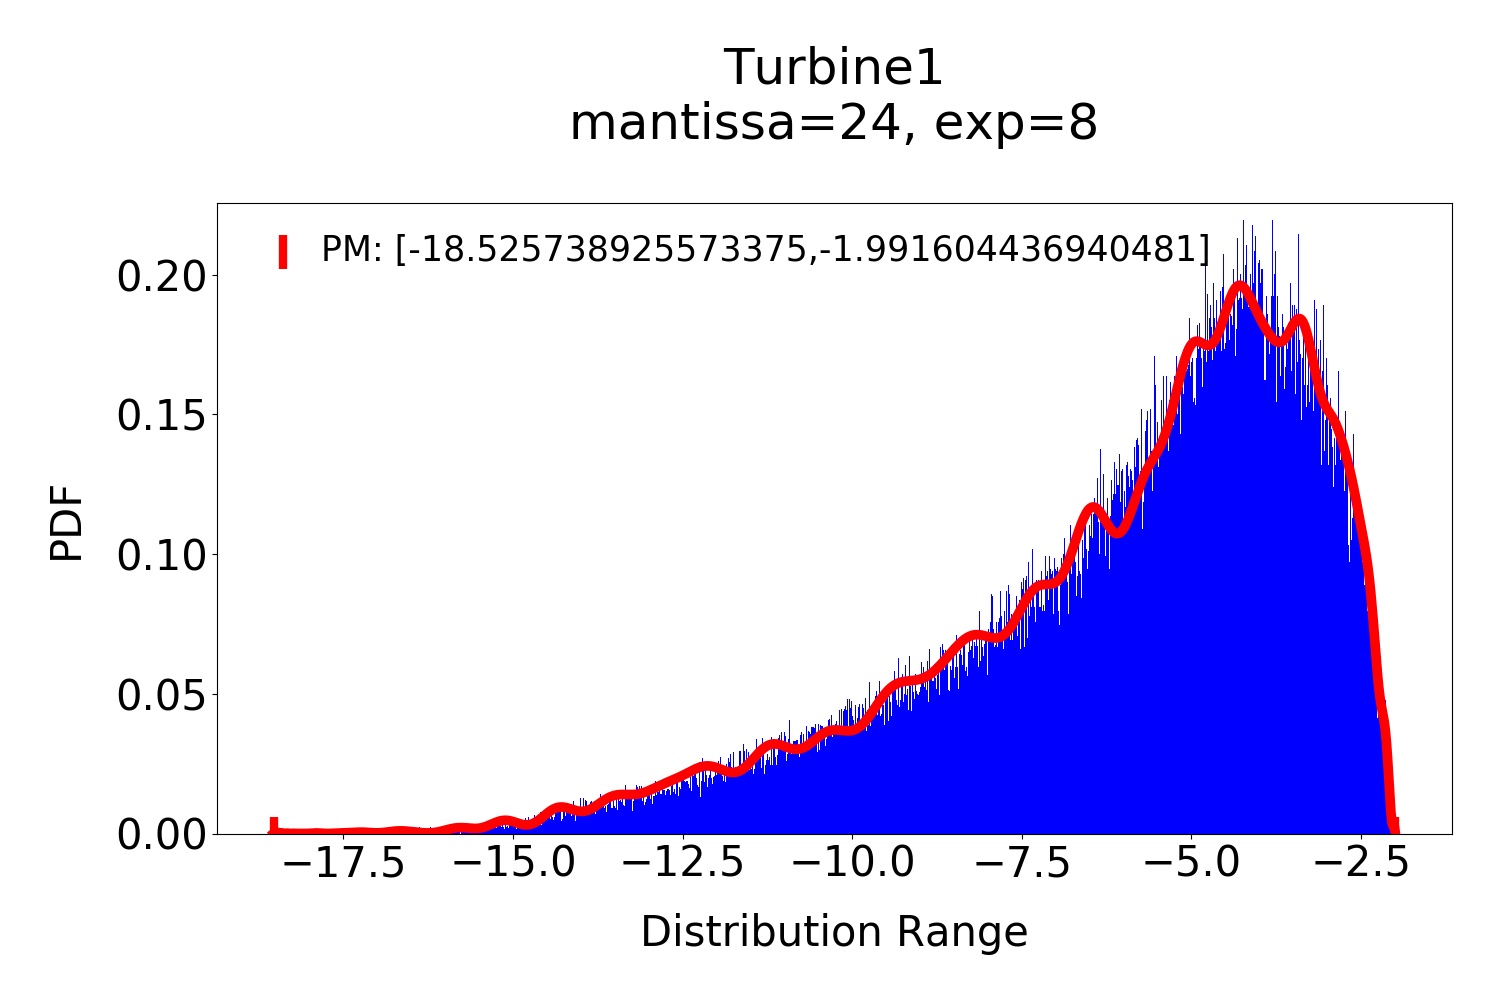 Turbine1
mantissa=24, exp=8
PM: [-18.525738925573375,-1.991604436940481]
0.20
0.15
0.10
0.05
0.00
PDF
−17.5 −15.0 −12.5 −10.0 −7.5 −5.0 −2.5
Distribution Range